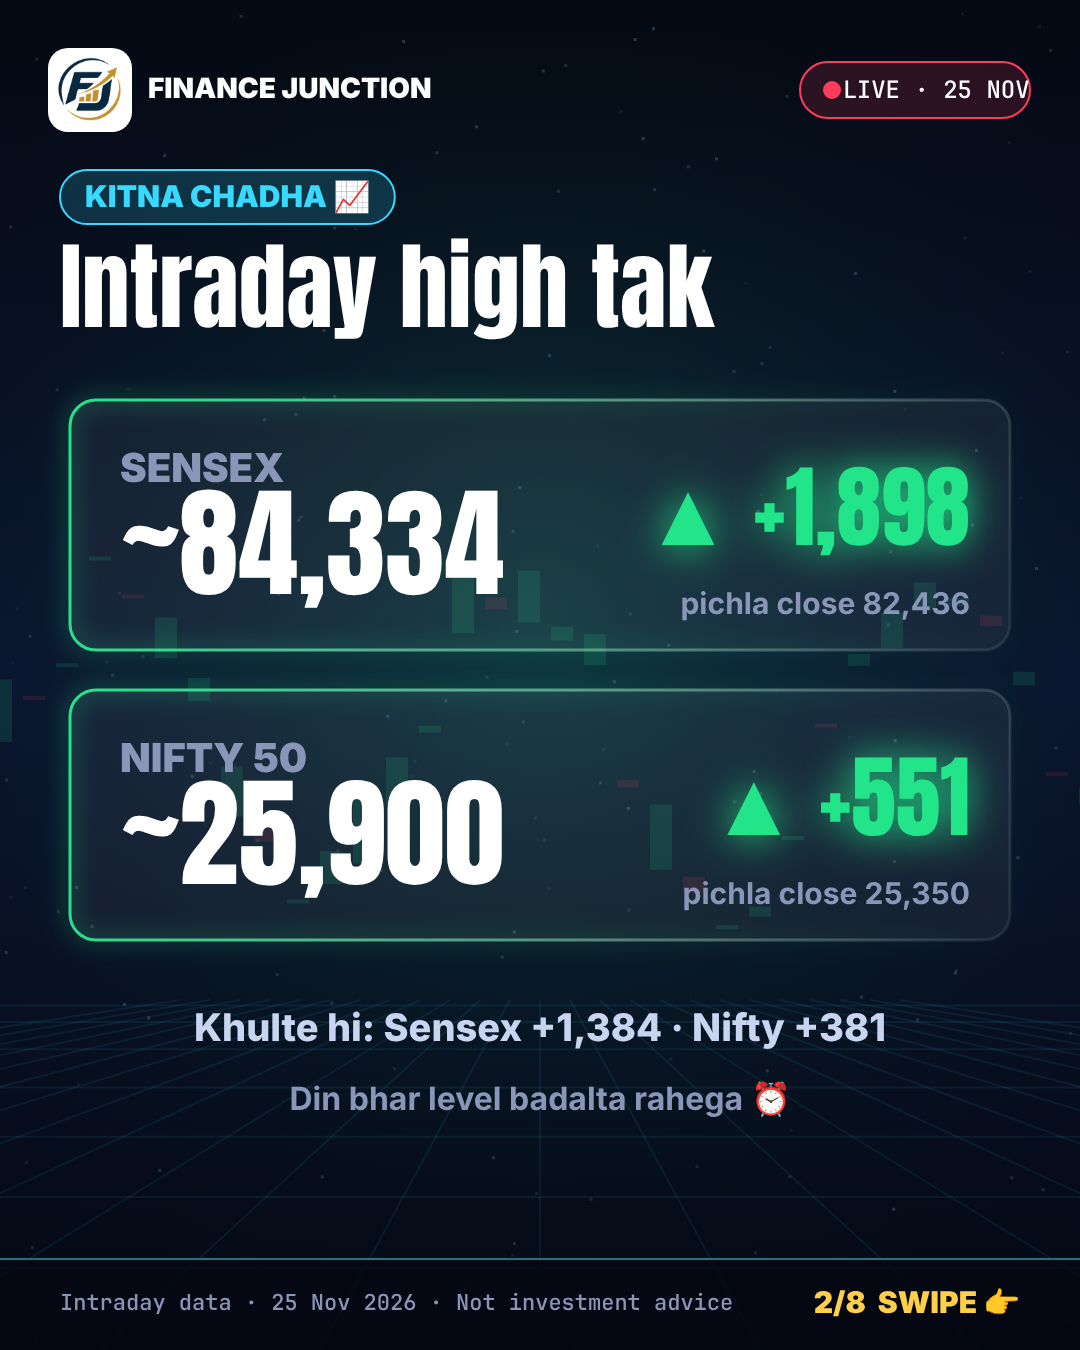 FJ
FINANCE JUNCTION
LIVE · 25 NOV
KITNA CHADHA 📈
Intraday high tak
SENSEX
~84,334
▲ +1,898
pichla close 82,436
NIFTY 50
~25,900
▲ +551
pichla close 25,350
Khulte hi: Sensex +1,384 · Nifty +381
Din bhar level badalta rahega ⏰
Intraday data · 25 Nov 2026 · Not investment advice
2/8 SWIPE 👉